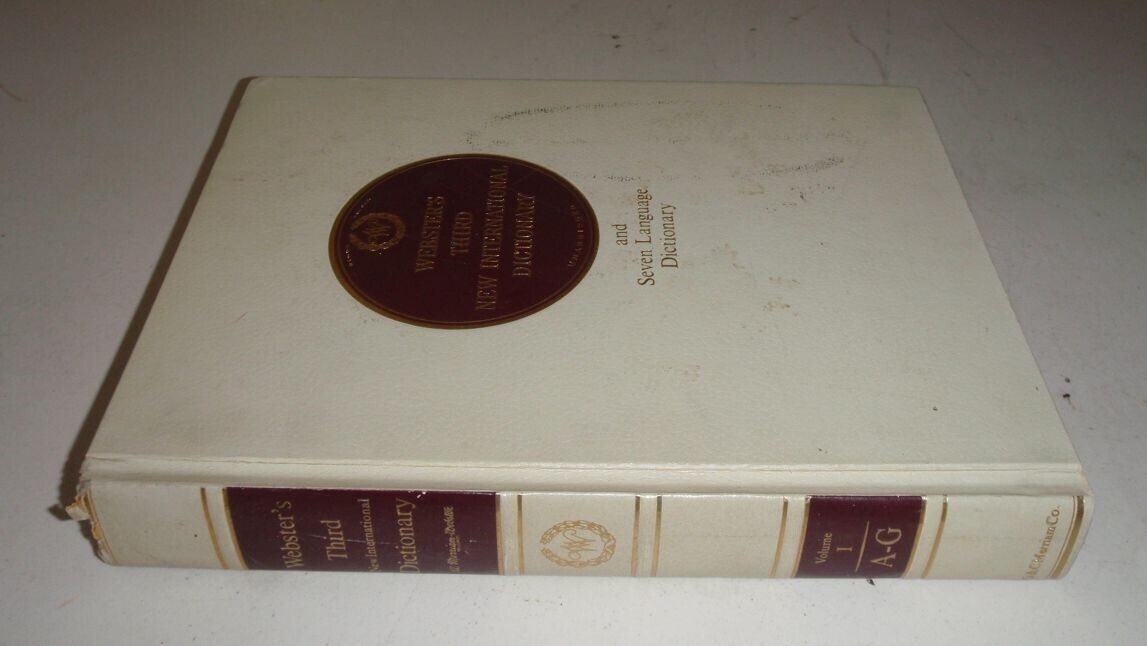 WEBSTER'S
THIRD
NEW INTERNATIONAL
DICTIONARY
and
Seven Language
Dictionary
Webster's
Third
New International
Dictionary
Volume
I
A-G